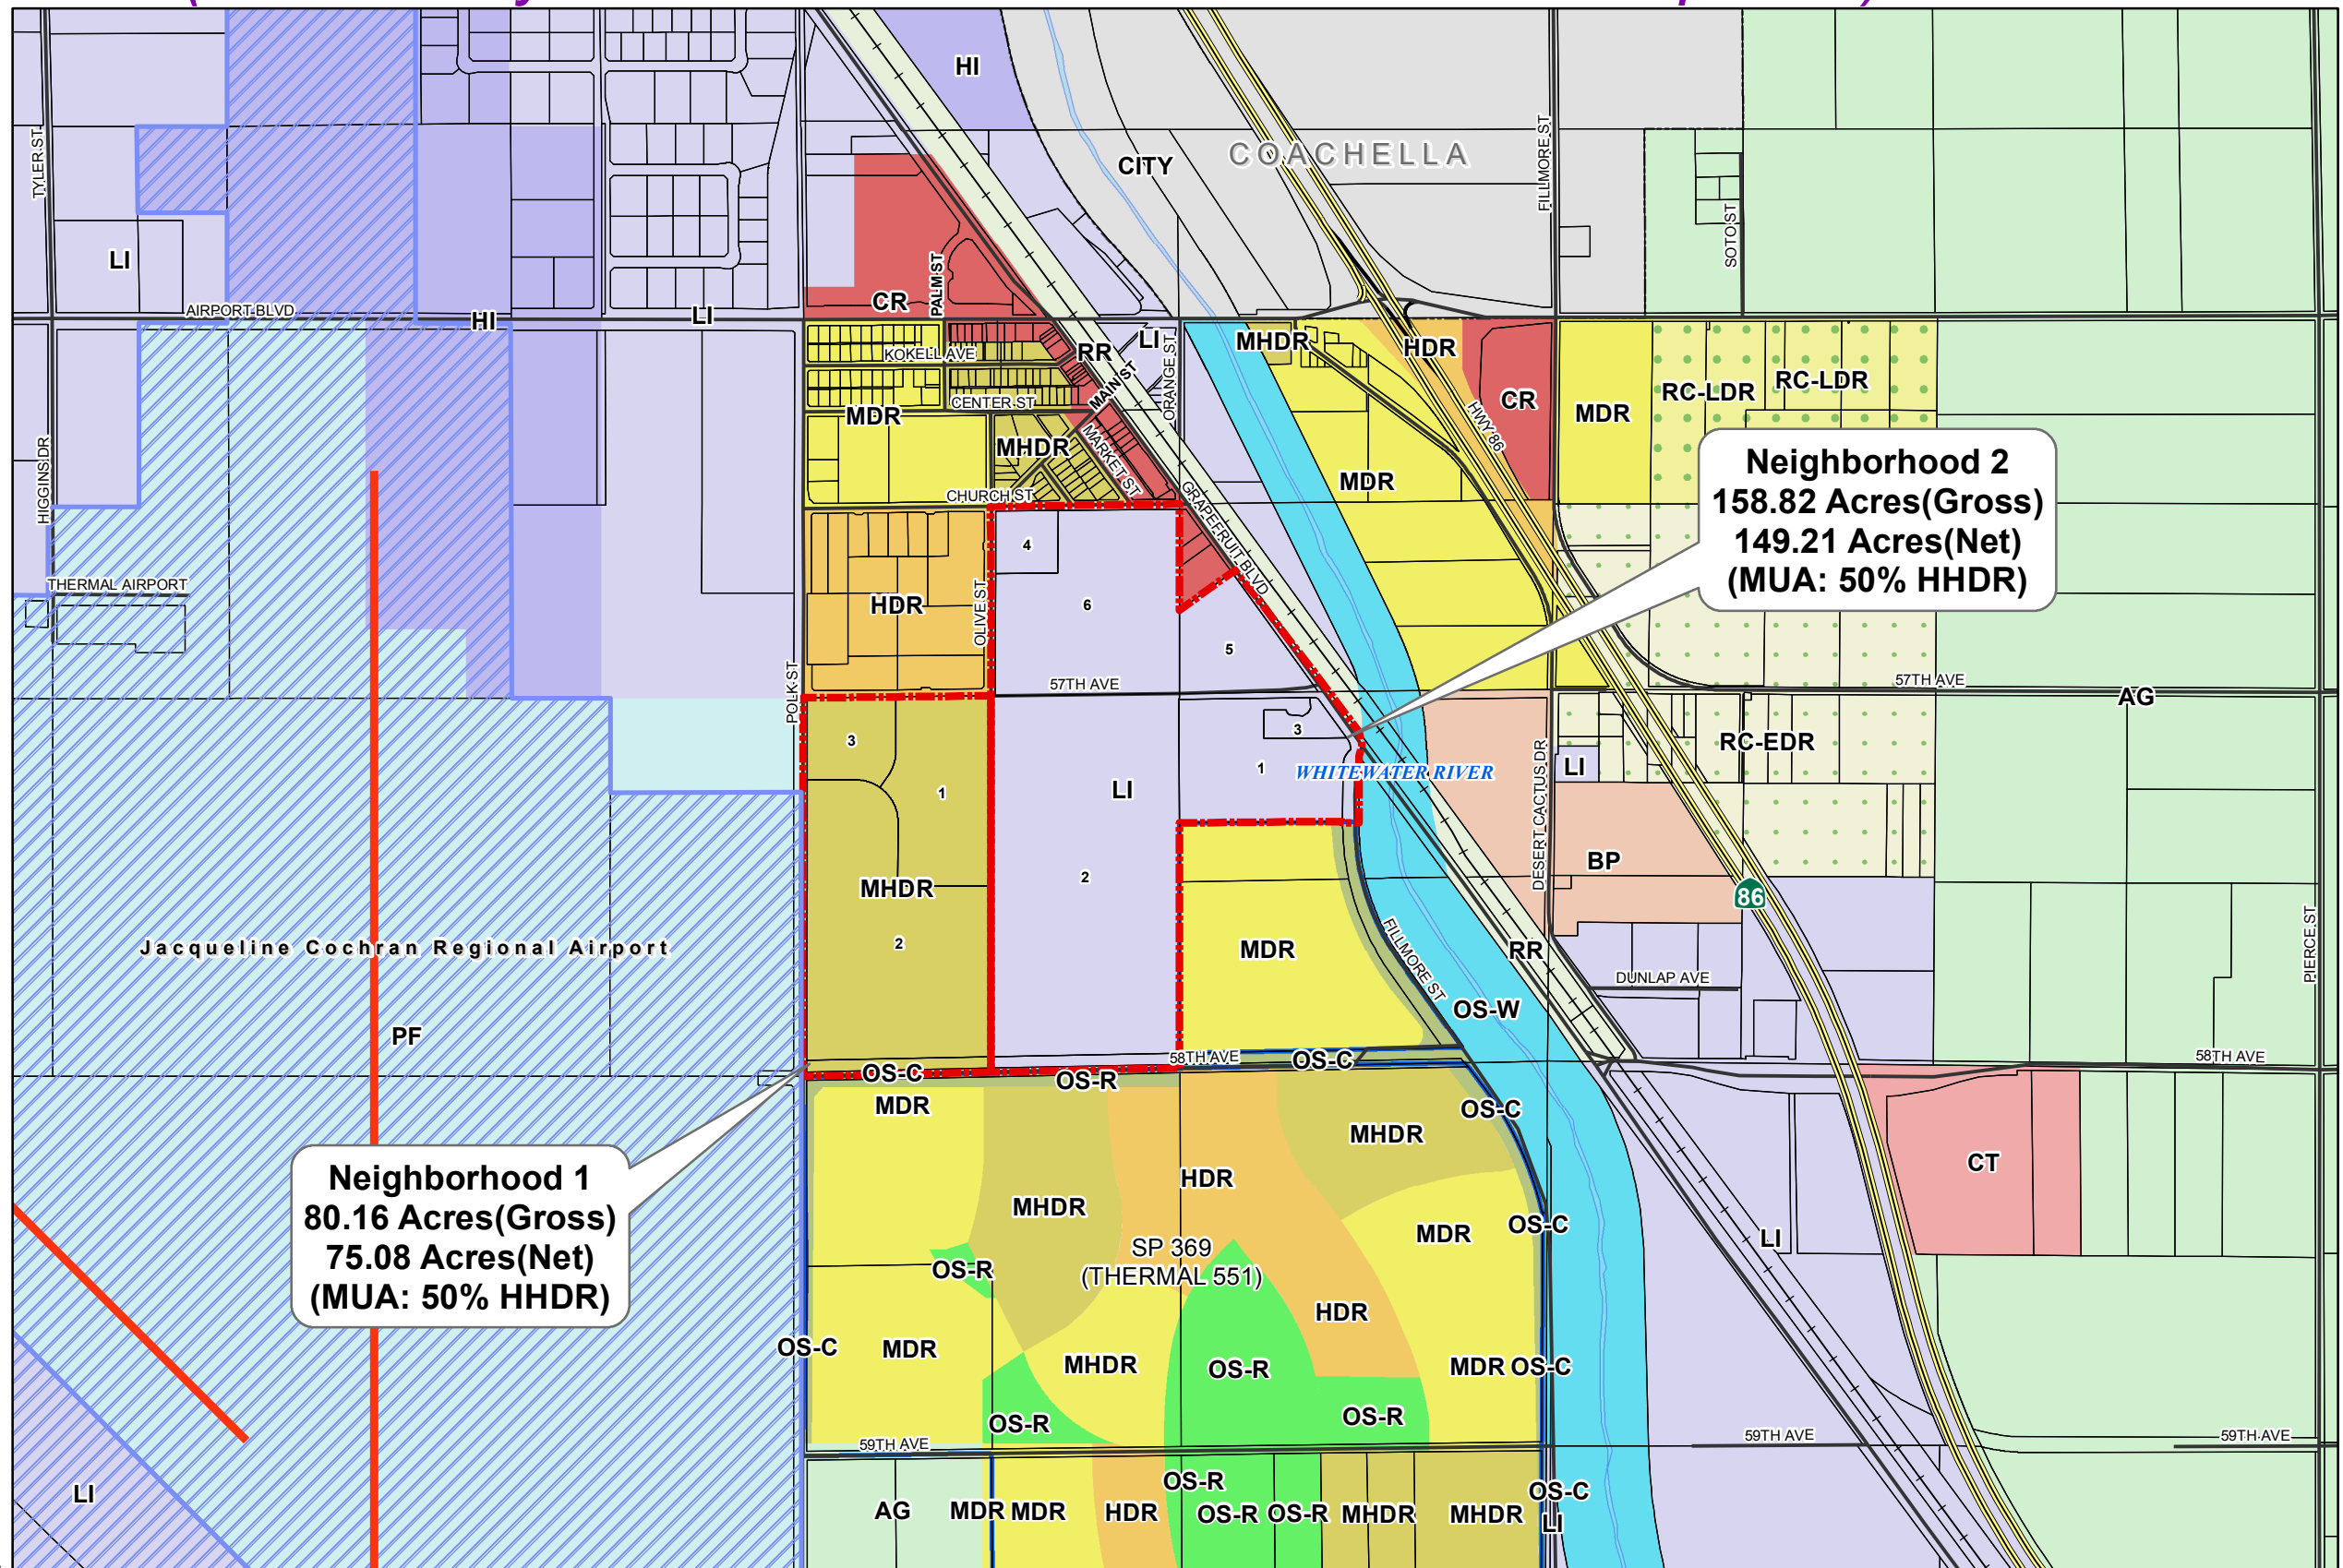 HI
CITY
COACHELLA
TYLER ST
FILLMORE ST
SOTO ST
LI
PALM ST
CR
AIRPORT BLVD
HI
LI
KOKELL AVE
RR
LI
MAIN ST
ORANGE ST
MHDR
HDR
CENTER ST
MDR
MHDR
MARKET ST
CHURCH ST
GRAPEFRUIT BLVD
MDR
HWY 86
CR
MDR
RC-LDR
RC-LDR
Neighborhood 2
158.82 Acres(Gross)
149.21 Acres(Net)
(MUA: 50% HHDR)
HIGGINS DR
THERMAL AIRPORT
HDR
OLIVE ST
POLK ST
4
6
5
57TH AVE
57TH AVE
AG
3
1
2
MHDR
LI
2
3
1
WHITEWATER RIVER
DESERT CACTUS DR
LI
RC-EDR
BP
86
PIERCE ST
Jacqueline Cochran Regional Airport
PF
MDR
FILLMORE ST
RR
DUNLAP AVE
OS-W
58TH AVE
58TH AVE
OS-C
OS-R
OS-C
MDR
OS-C
MHDR
CT
Neighborhood 1
80.16 Acres(Gross)
75.08 Acres(Net)
(MUA: 50% HHDR)
HDR
MHDR
MDR
OS-C
LI
SP 369
(THERMAL 551)
OS-R
HDR
OS-C
MDR
MHDR
OS-R
MDR
OS-C
OS-R
OS-R
59TH AVE
59TH AVE
59TH AVE
LI
AG
MDR
MDR
HDR
OS-R
OS-R
OS-R
MHDR
MHDR
OS-C
LI